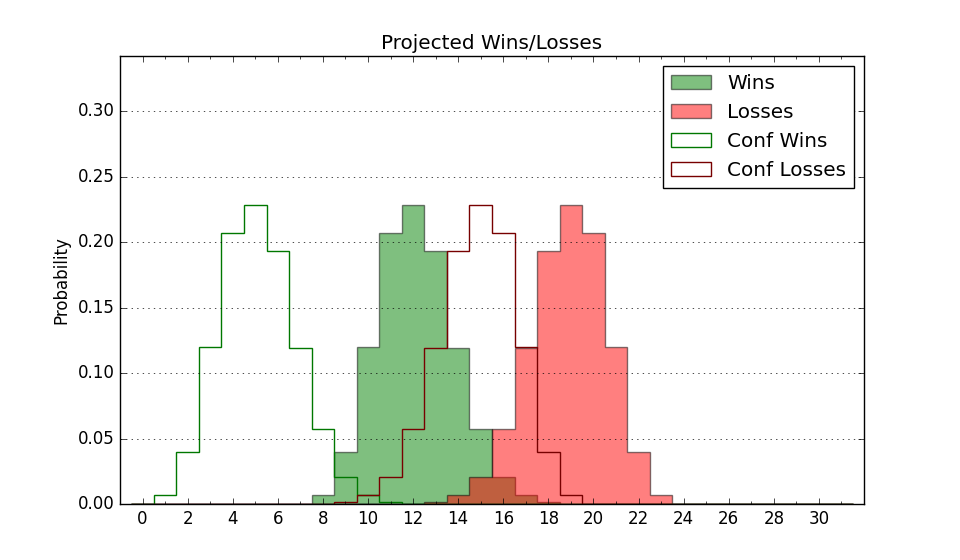 Projected Wins/Losses
Wins
Losses
Conf Wins
Conf Losses
Probability
0.30
0.25
0.20
0.15
0.10
0.05
0.00
0 2 4 6 8 10 12 14 16 18 20 22 24 26 28 30